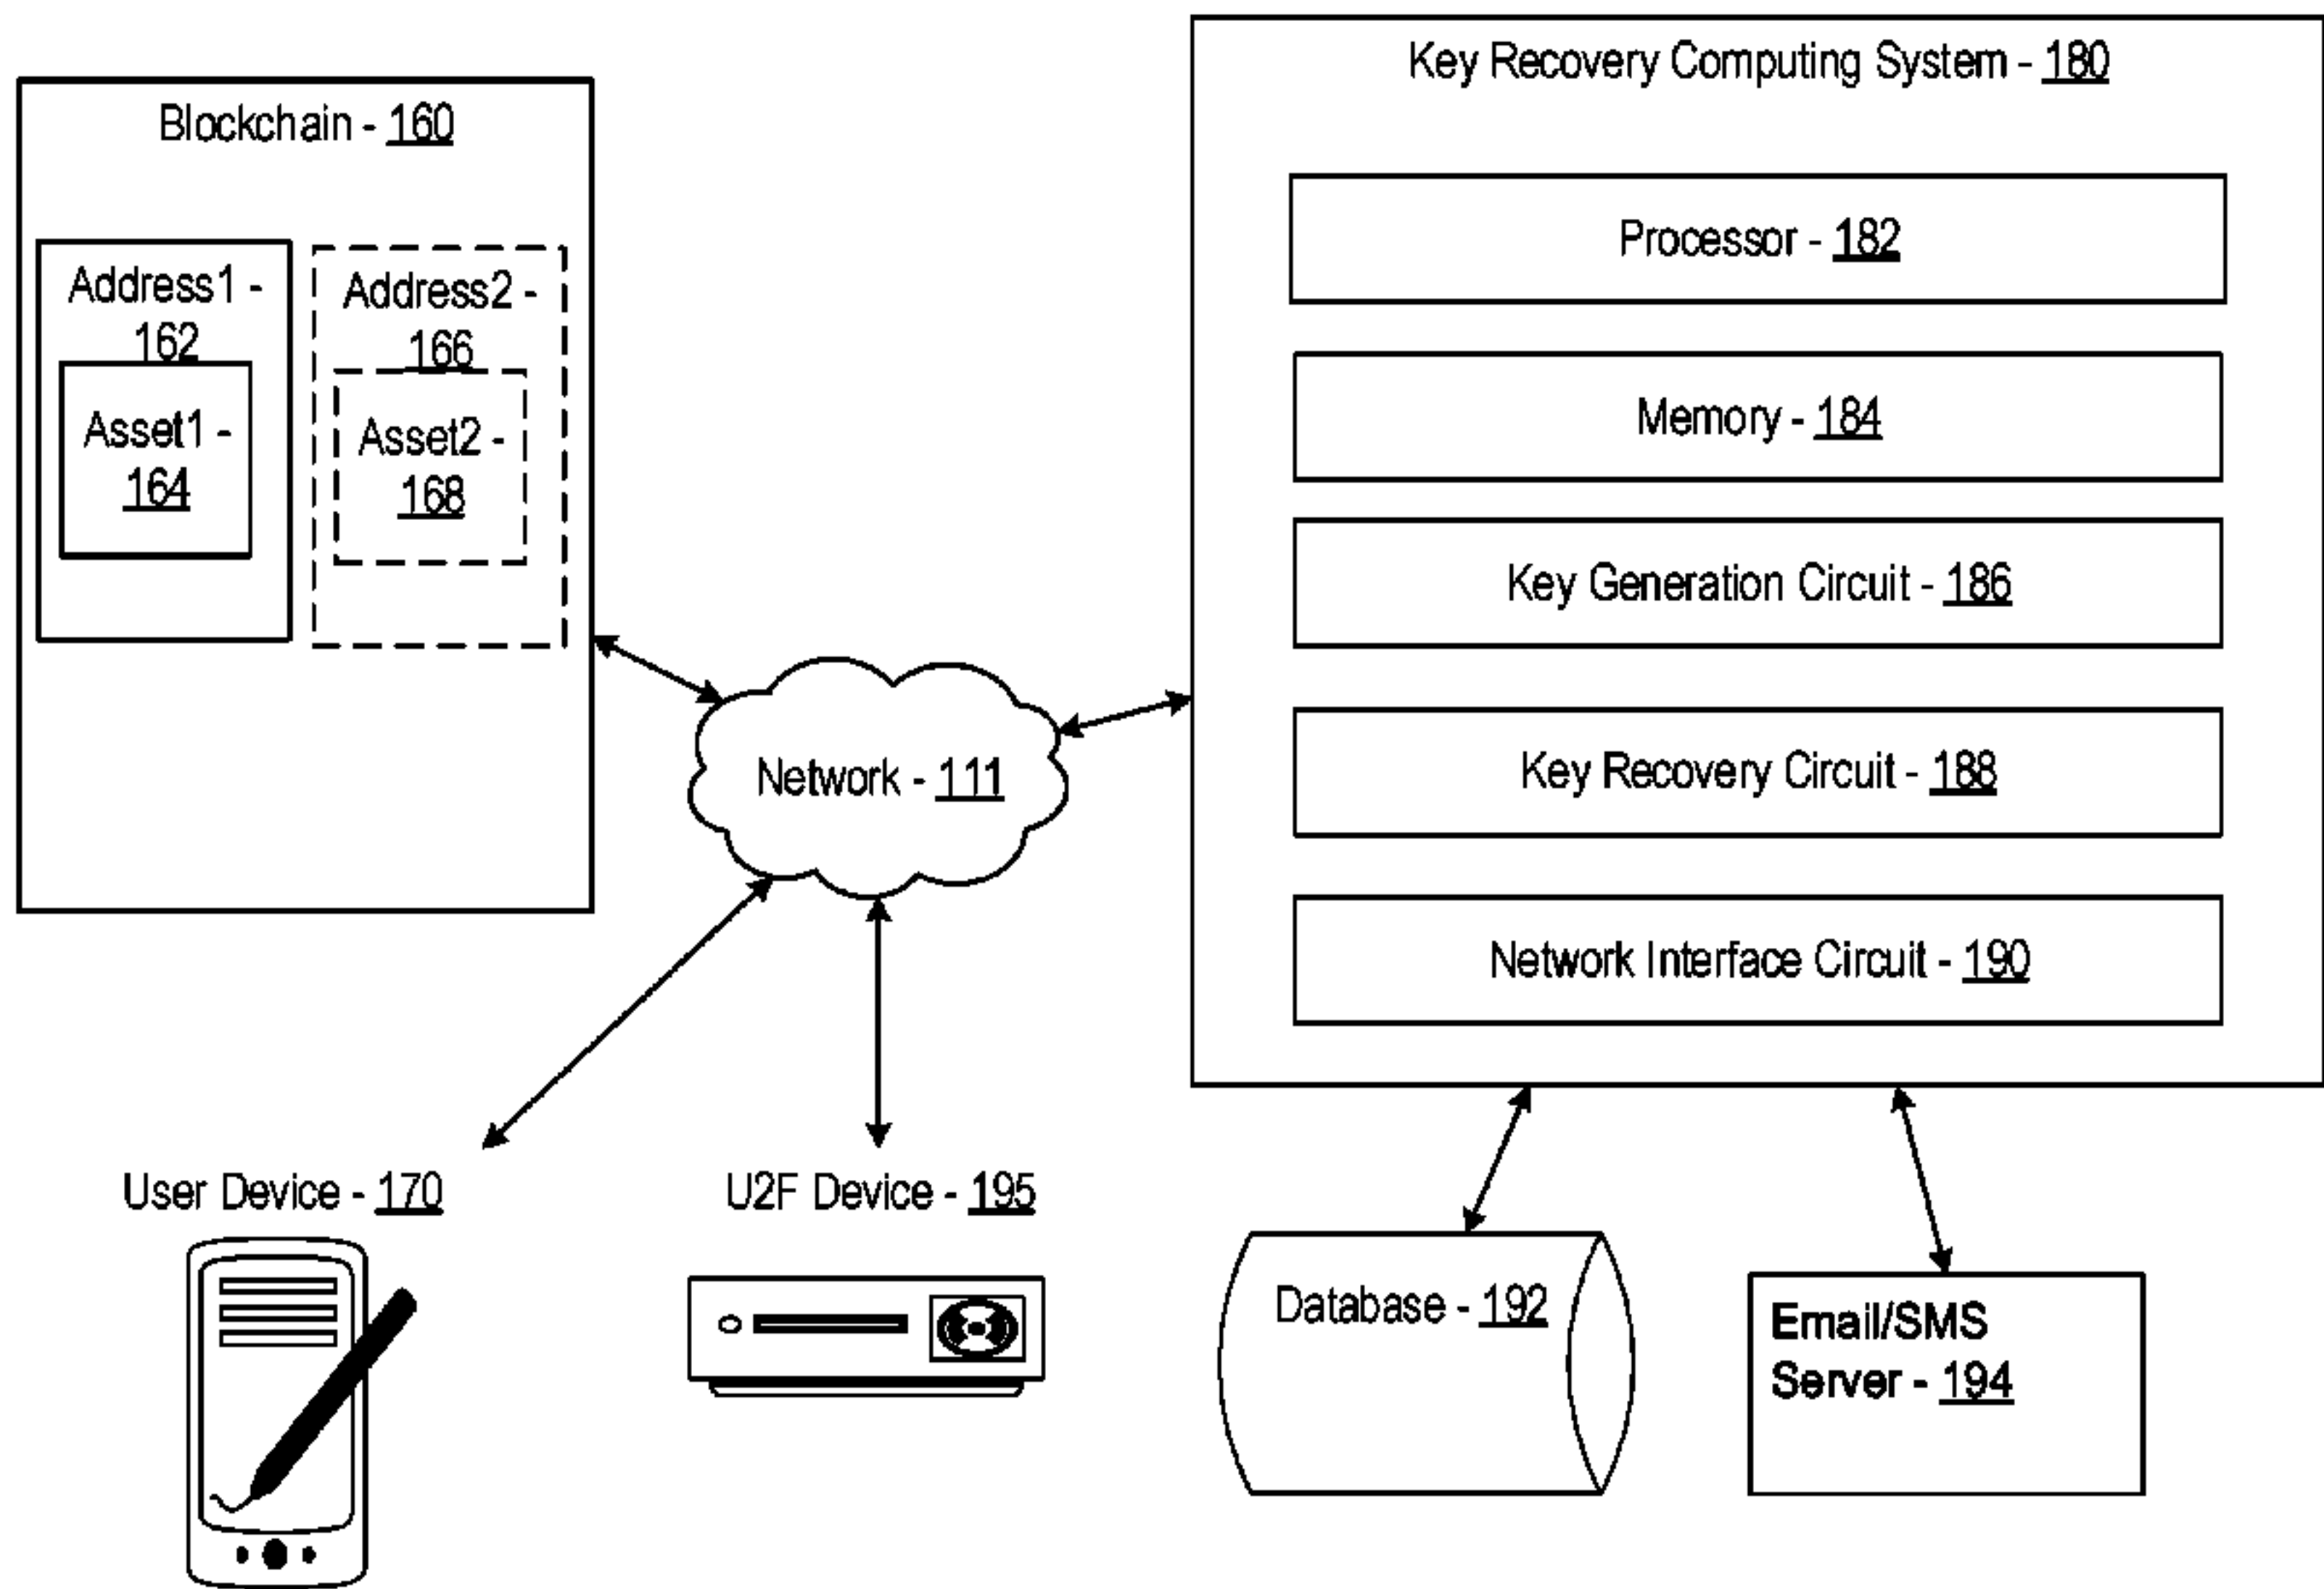 Key Recovery Computing System - 180
Blockchain - 160
Processor - 182
Address1 -
162
Address2 -
166
Asset1 -
164
Asset2 -
168
Memory - 184
Key Generation Circuit - 186
Key Recovery Circuit - 188
Network - 111
Network Interface Circuit - 190
User Device - 170
U2F Device - 195
Database - 192
Email/SMS
Server - 194